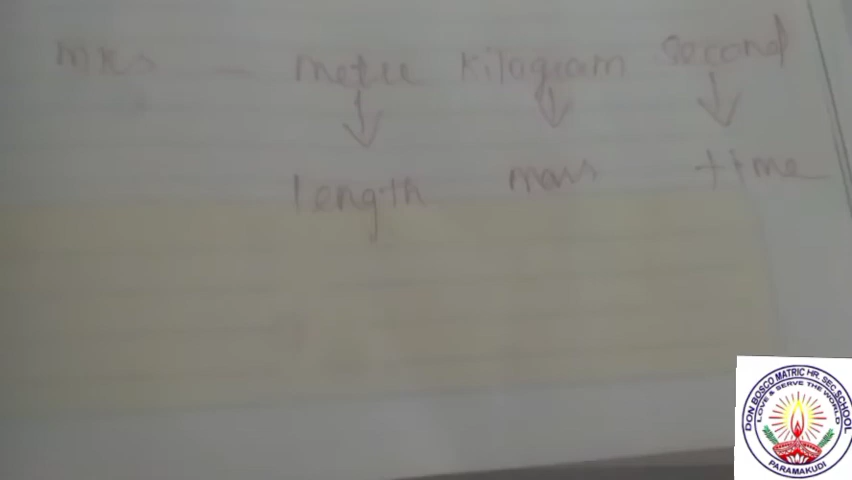 MKS - metre kilogram second
length mass time
DON BOSCO MATRIC HR. SEC. SCHOOL
LOVE & SERVE THE WORLD
PARAMAKUDI